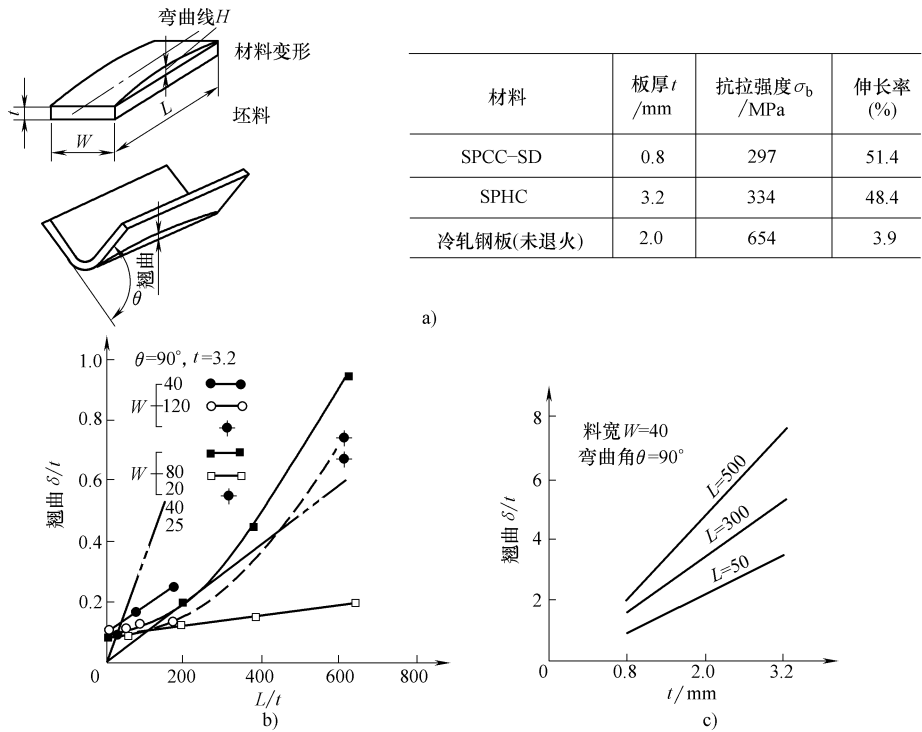 弯曲线H
材料变形
坯料
t
W
L
翘曲
θ
材料 板厚t/mm 抗拉强度σb/MPa 伸长率(%)
SPCC-SD 0.8 297 51.4
SPHC 3.2 334 48.4
冷轧钢板(未退火) 2.0 654 3.9
a)
θ=90°, t=3.2
W
40
120
W
80
20
40
25
翘曲 δ/t
1.0
0.8
0.6
0.4
0.2
0
200
400
600
800
L/t
b)
料宽W=40
弯曲角θ=90°
L=500
L=300
L=50
翘曲 δ/t
8
6
4
2
0
0.8
2.0
3.2
t/mm
c)